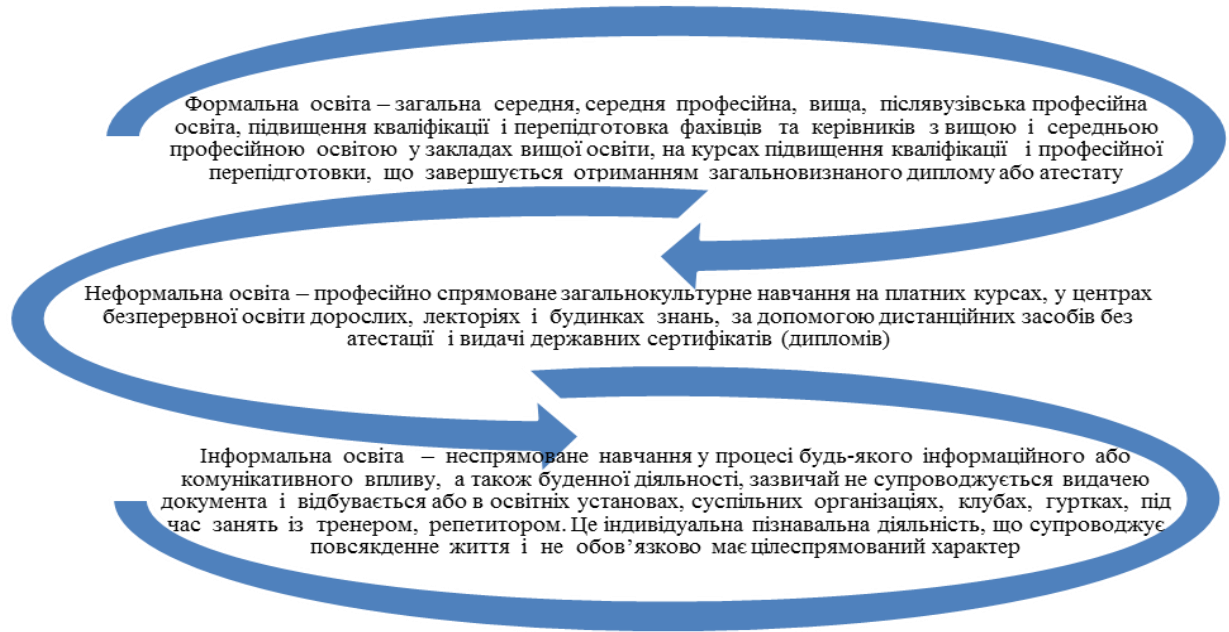 Формальна освіта – загальна середня, середня професійна, вища, післявузівська професійна
освіта, підвищення кваліфікації і перепідготовка фахівців та керівників з вищою і середньою
професійною освітою у закладах вищої освіти, на курсах підвищення кваліфікації і професійної
перепідготовки, що завершується отриманням загальновизнаного диплому або атестату
Неформальна освіта – професійно спрямоване загальнокультурне навчання на платних курсах, у центрах
безперервної освіти дорослих, лекторіях і будинках знань, за допомогою дистанційних засобів без
атестації і видачі державних сертифікатів (дипломів)
Інформальна освіта – неспрямоване навчання у процесі будь-якого інформаційного або
комунікативного впливу, а також буденної діяльності, зазвичай не супроводжується видачею
документа і відбувається або в освітніх установах, суспільних організаціях, клубах, гуртках, під
час занять із тренером, репетитором. Це індивідуальна пізнавальна діяльність, що супроводжує
повсякденне життя і не обов’язково має цілеспрямований характер